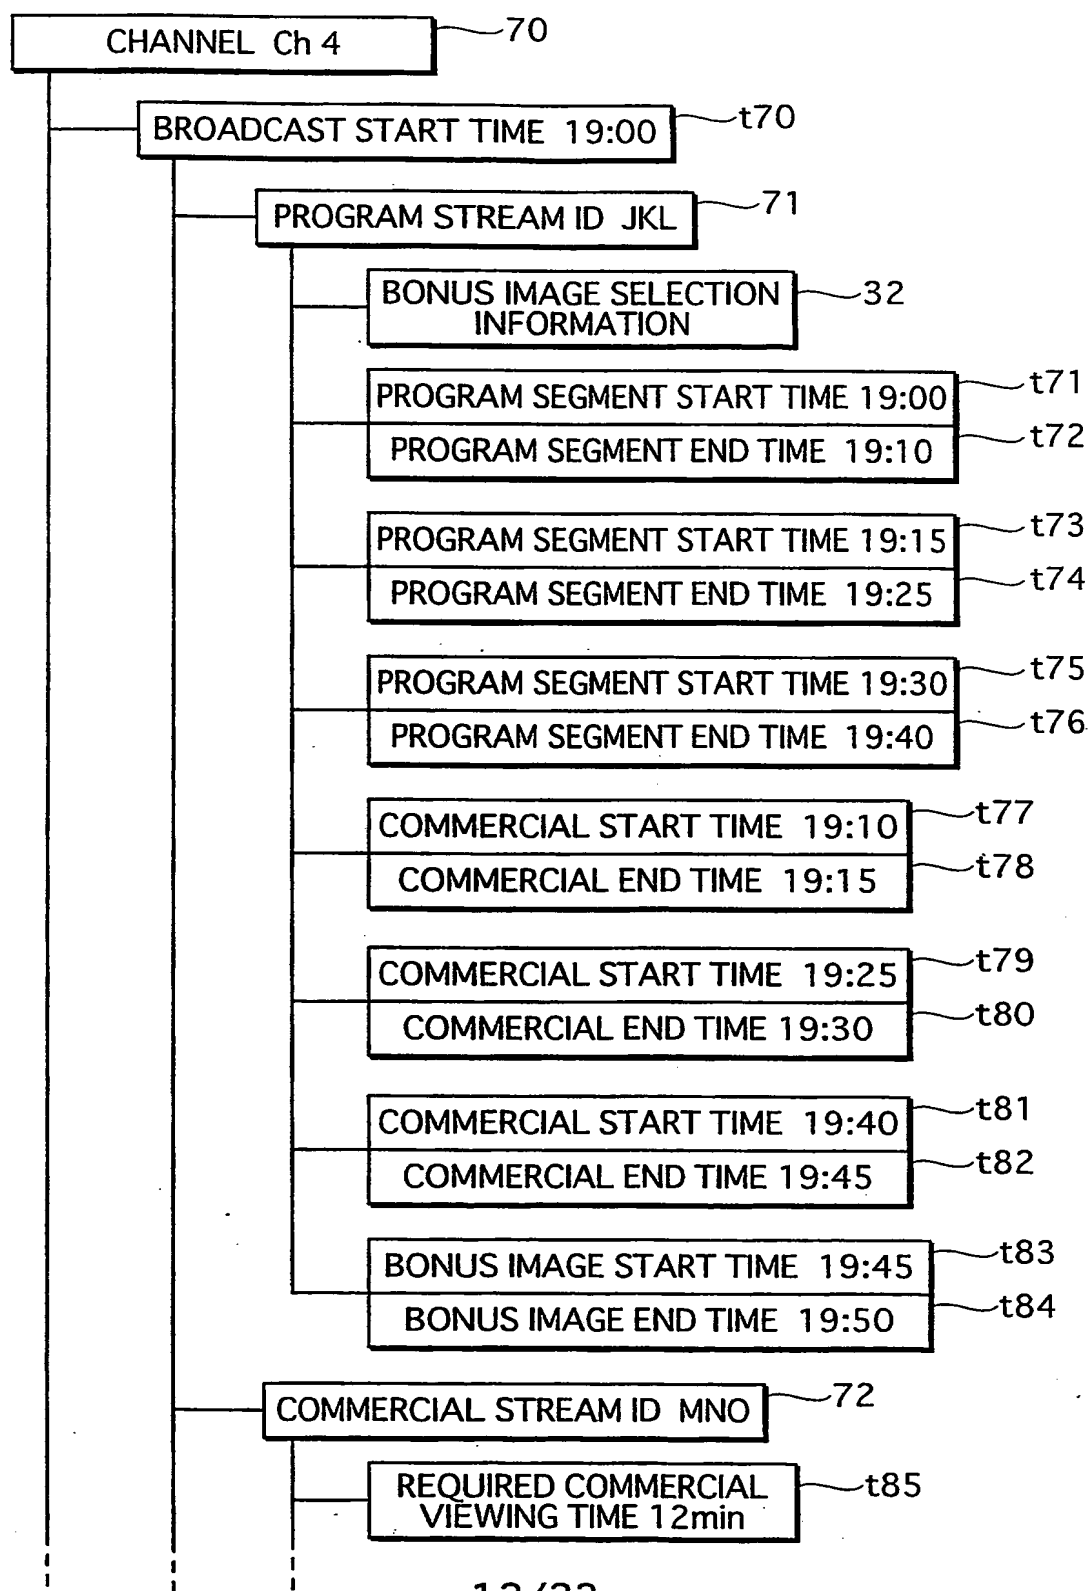 CHANNEL Ch 4
70
BROADCAST START TIME 19:00
t70
PROGRAM STREAM ID JKL
71
BONUS IMAGE SELECTION
INFORMATION
32
PROGRAM SEGMENT START TIME 19:00
t71
PROGRAM SEGMENT END TIME 19:10
t72
PROGRAM SEGMENT START TIME 19:15
t73
PROGRAM SEGMENT END TIME 19:25
t74
PROGRAM SEGMENT START TIME 19:30
t75
PROGRAM SEGMENT END TIME 19:40
t76
COMMERCIAL START TIME 19:10
t77
COMMERCIAL END TIME 19:15
t78
COMMERCIAL START TIME 19:25
t79
COMMERCIAL END TIME 19:30
t80
COMMERCIAL START TIME 19:40
t81
COMMERCIAL END TIME 19:45
t82
BONUS IMAGE START TIME 19:45
t83
BONUS IMAGE END TIME 19:50
t84
COMMERCIAL STREAM ID MNO
72
REQUIRED COMMERCIAL
VIEWING TIME 12min
t85